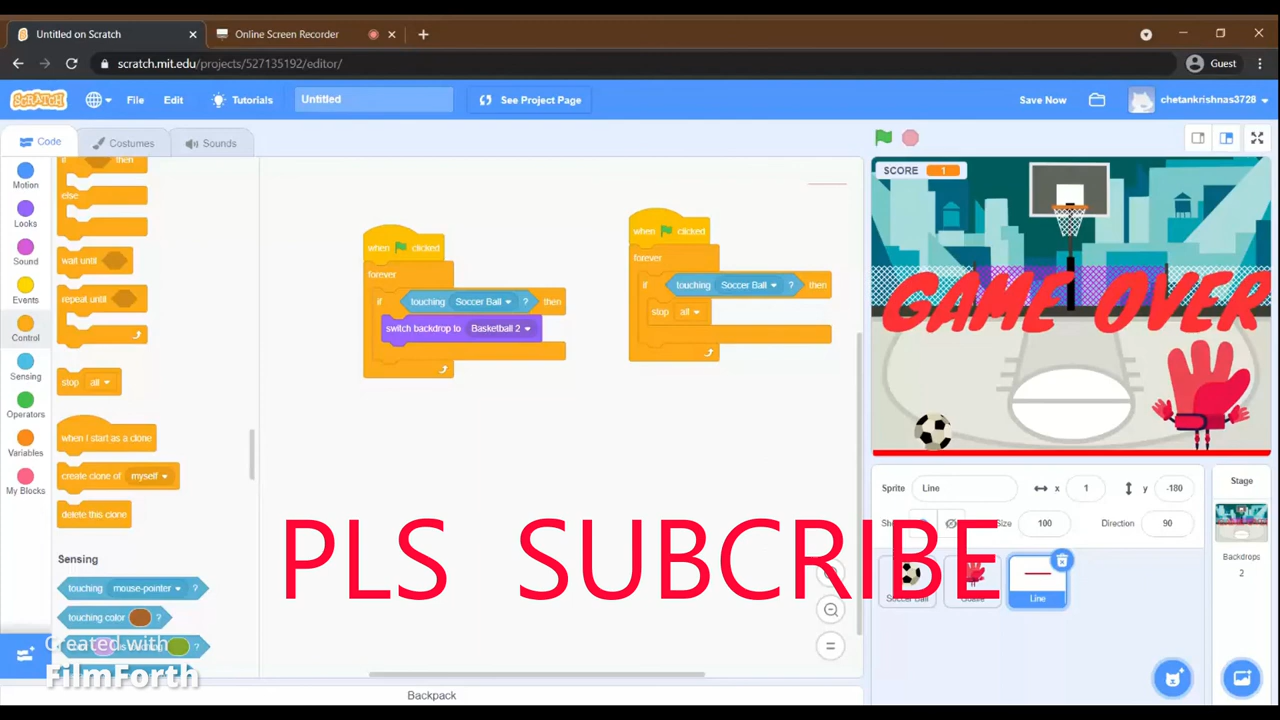 Untitled on Scratch
Online Screen Recorder
scratch.mit.edu/projects/527135192/editor/
Guest
SCRATCH
File
Edit
Tutorials
Untitled
See Project Page
Save Now
chetankrishnas3728
Code
Costumes
Sounds
Motion
Looks
Sound
Events
Control
Sensing
Operators
Variables
My Blocks
if then
else
wait until
repeat until
stop all
when I start as a clone
create clone of myself
delete this clone
Sensing
touching mouse-pointer ?
touching color ?
when clicked
forever
if touching Soccer Ball ? then
switch backdrop to Basketball 2
when clicked
forever
if touching Soccer Ball ? then
stop all
SCORE 1
GAME OVER
Sprite Line
x 1
y -180
Size 100
Direction 90
Soccer Ball
Line
Stage
Backdrops
2
Backpack
PLS SUBCRIBE
Created with
FilmForth